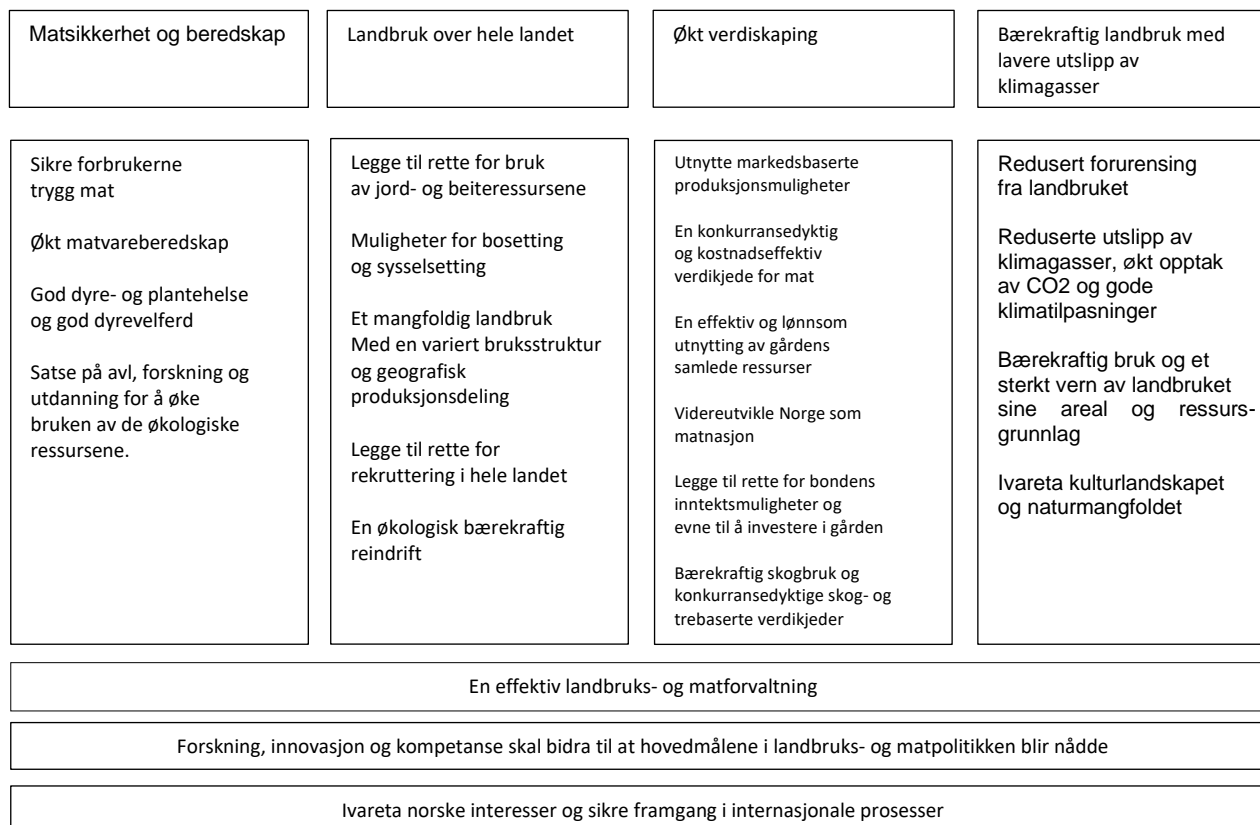 Matsikkerhet og beredskap
Landbruk over hele landet
Økt verdiskaping
Bærekraftig landbruk med
lavere utslipp av
klimagasser
Sikre forbrukerne
trygg mat
Økt matvareberedskap
God dyre- og plantehelse
og god dyrevelferd
Satse på avl, forskning og
utdanning for å øke
bruken av de økologiske
ressursene.
Legge til rette for bruk
av jord- og beiteressursene
Muligheter for bosetting
og sysselsetting
Et mangfoldig landbruk
Med en variert bruksstruktur
og geografisk
produksjonsdeling
Legge til rette for
rekruttering i hele landet
En økologisk bærekraftig
reindrift
Utnytte markedsbaserte
produksjonsmuligheter
En konkurransedyktig
og kostnadseffektiv
verdikjede for mat
En effektiv og lønnsom
utnytting av gårdens
samlede ressurser
Videreutvikle Norge som
matnasjon
Legge til rette for bondens
inntektsmuligheter og
evne til å investere i gården
Bærekraftig skogbruk og
konkurransedyktige skog- og
trebaserte verdikjeder
Redusert forurensing
fra landbruket
Reduserte utslipp av
klimagasser, økt opptak
av CO2 og gode
klimatilpasninger
Bærekraftig bruk og et
sterkt vern av landbruket
sine areal og ressurs-
grunnlag
Ivareta kulturlandskapet
og naturmangfoldet
En effektiv landbruks- og matforvaltning
Forskning, innovasjon og kompetanse skal bidra til at hovedmålene i landbruks- og matpolitikken blir nådde
Ivareta norske interesser og sikre framgang i internasjonale prosesser